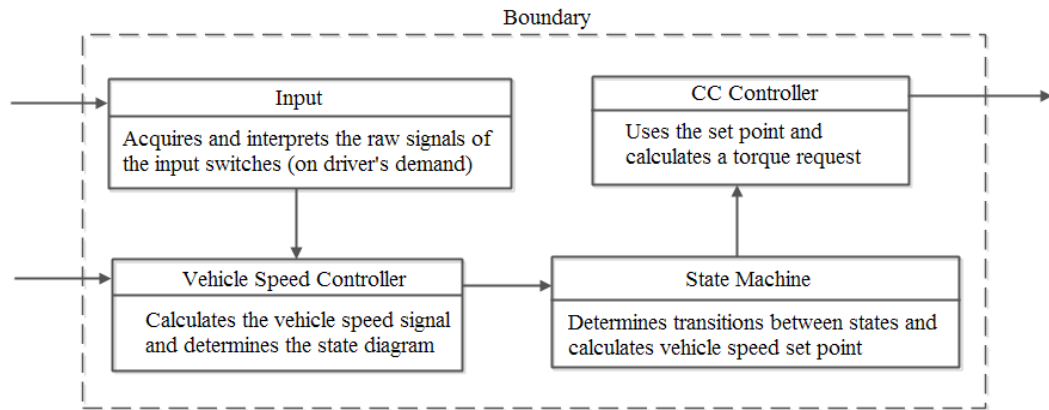 Boundary
Input
Acquires and interprets the raw signals of
the input switches (on driver's demand)
CC Controller
Uses the set point and
calculates a torque request
Vehicle Speed Controller
Calculates the vehicle speed signal
and determines the state diagram
State Machine
Determines transitions between states and
calculates vehicle speed set point